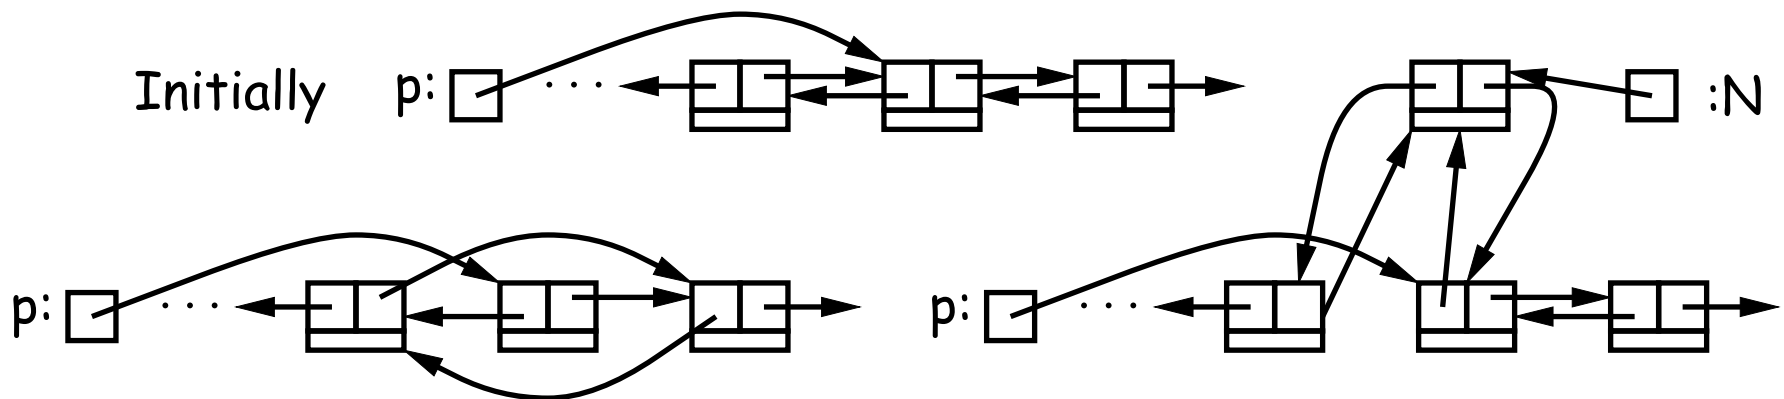 Initially p: . . . :N
p: . . . p: . . .